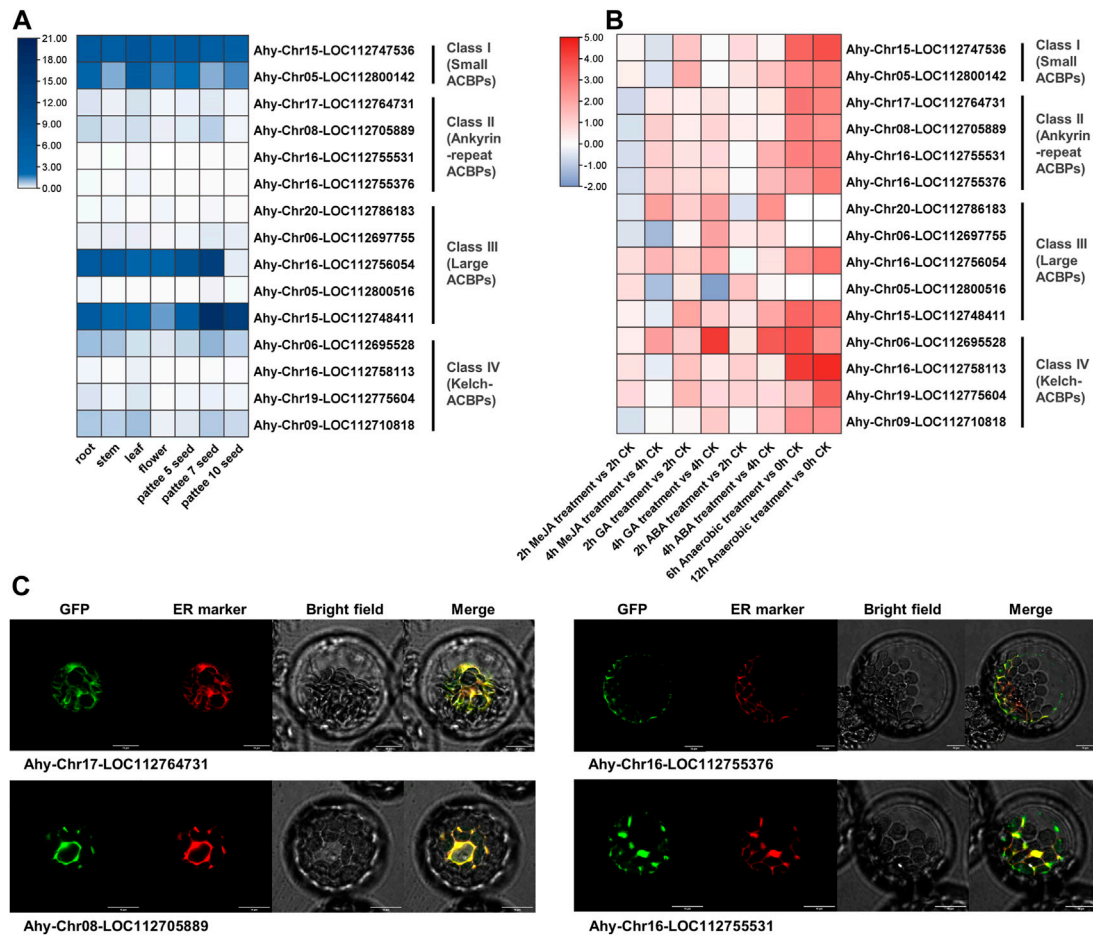 A
21.00
18.00
15.00
12.00
9.00
6.00
3.00
0.00
Ahy-Chr15-LOC112747536
Ahy-Chr05-LOC112800142
Ahy-Chr17-LOC112764731
Ahy-Chr08-LOC112705889
Ahy-Chr16-LOC112755531
Ahy-Chr16-LOC112755376
Ahy-Chr20-LOC112786183
Ahy-Chr06-LOC112697755
Ahy-Chr16-LOC112756054
Ahy-Chr05-LOC112800516
Ahy-Chr15-LOC112748411
Ahy-Chr06-LOC112695528
Ahy-Chr16-LOC112758113
Ahy-Chr19-LOC112775604
Ahy-Chr09-LOC112710818
Class I
(Small
ACBPs)
Class II
(Ankyrin
-repeat
ACBPs)
Class III
(Large
ACBPs)
Class IV
(Kelch-
ACBPs)
root
stem
leaf
flower
pattee 5 seed
pattee 7 seed
pattee 10 seed
B
5.00
4.00
3.00
2.00
1.00
0.00
-1.00
-2.00
Ahy-Chr15-LOC112747536
Ahy-Chr05-LOC112800142
Ahy-Chr17-LOC112764731
Ahy-Chr08-LOC112705889
Ahy-Chr16-LOC112755531
Ahy-Chr16-LOC112755376
Ahy-Chr20-LOC112786183
Ahy-Chr06-LOC112697755
Ahy-Chr16-LOC112756054
Ahy-Chr05-LOC112800516
Ahy-Chr15-LOC112748411
Ahy-Chr06-LOC112695528
Ahy-Chr16-LOC112758113
Ahy-Chr19-LOC112775604
Ahy-Chr09-LOC112710818
Class I
(Small
ACBPs)
Class II
(Ankyrin
-repeat
ACBPs)
Class III
(Large
ACBPs)
Class IV
(Kelch-
ACBPs)
2h MeJA treatment vs 2h CK
4h MeJA treatment vs 4h CK
2h GA treatment vs 2h CK
4h GA treatment vs 4h CK
2h ABA treatment vs 2h CK
4h ABA treatment vs 4h CK
6h Anaerobic treatment vs 0h CK
12h Anaerobic treatment vs 0h CK
C
GFP ER marker Bright field Merge
Ahy-Chr17-LOC112764731
Ahy-Chr08-LOC112705889
GFP ER marker Bright field Merge
Ahy-Chr16-LOC112755376
Ahy-Chr16-LOC112755531